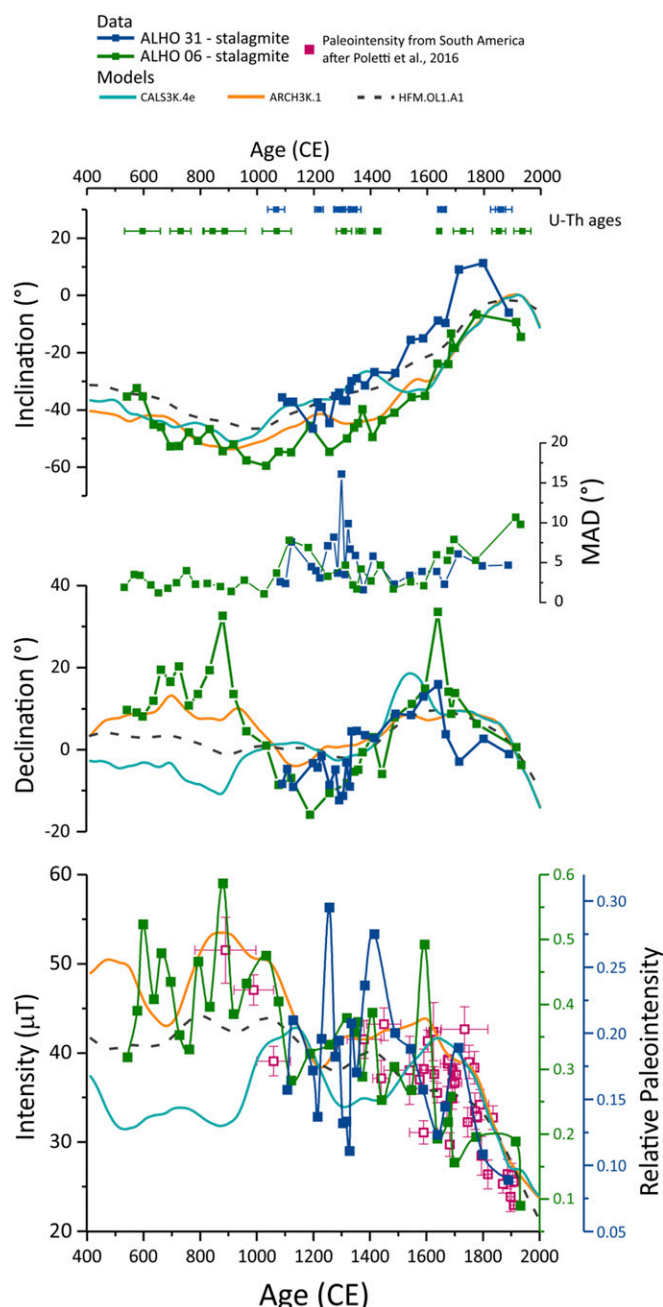 Data
ALHO 31 - stalagmite
ALHO 06 - stalagmite
Paleointensity from South America
after Poletti et al., 2016
Models
CALS3K.4e
ARCH3K.1
HFM.OL1.A1
Age (CE)
400 600 800 1000 1200 1400 1600 1800 2000
U-Th ages
20
0
-20
-40
-60
Inclination (°)
20
15
10
5
0
MAD (°)
40
20
0
-20
Declination (°)
60
50
40
30
20
Intensity (μT)
0.6
0.5
0.4
0.3
0.2
0.1
0.30
0.25
0.20
0.15
0.10
0.05
Relative Paleointensity
400 600 800 1000 1200 1400 1600 1800 2000
Age (CE)